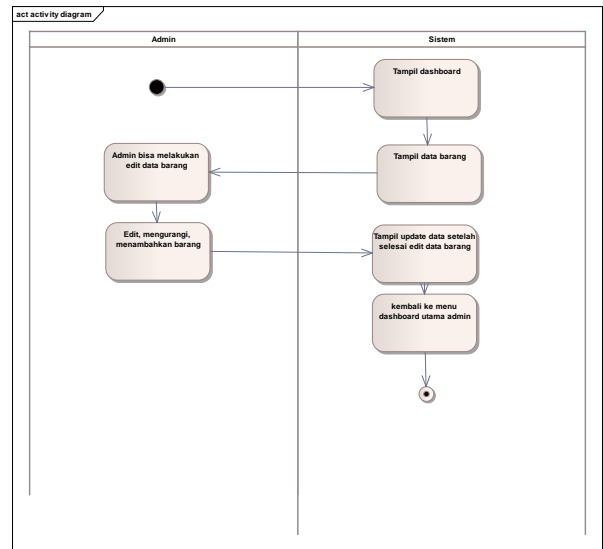 act activity diagram
Admin
Sistem
Tampil dashboard
Admin bisa melakukan
edit data barang
Tampil data barang
Edit, mengurangi,
menambahkan barang
Tampil update data setelah
selesai edit data barang
kembali ke menu
dashboard utama admin